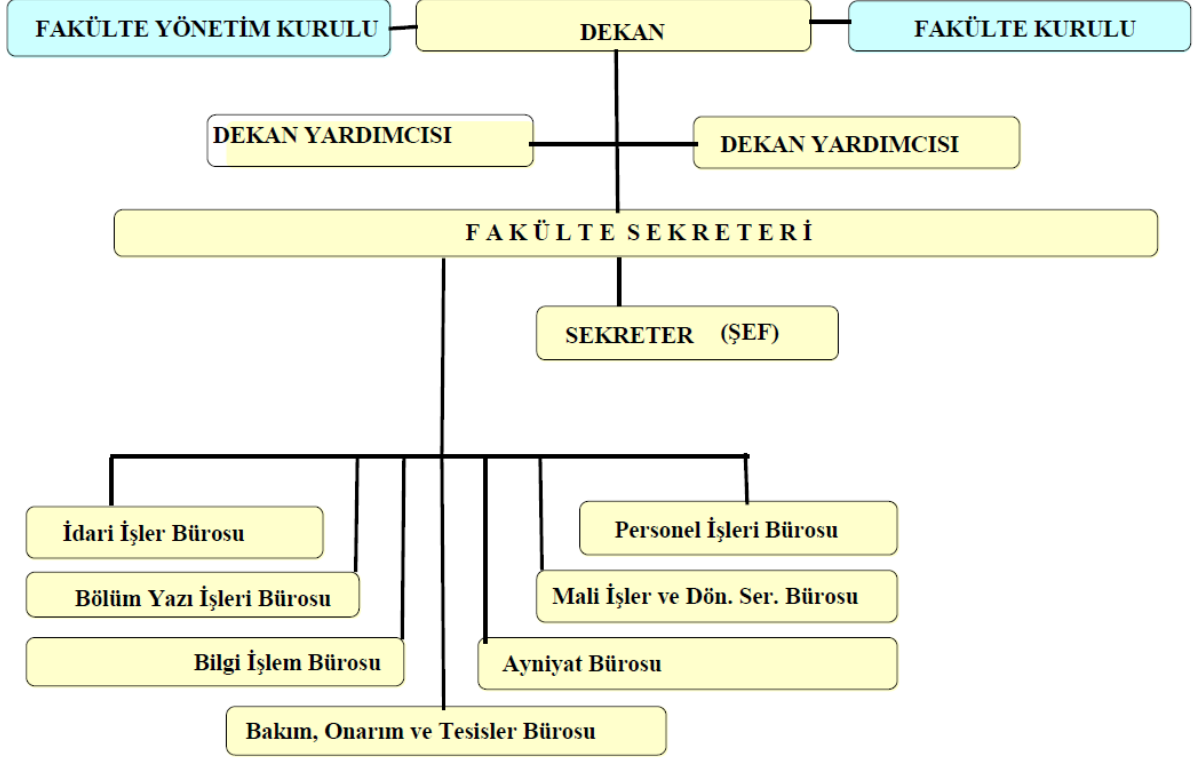 FAKÜLTE YÖNETİM KURULU
DEKAN
FAKÜLTE KURULU
DEKAN YARDIMCISI
DEKAN YARDIMCISI
F A K Ü L T E  S E K R E T E R İ
SEKRETER (ŞEF)
İdari İşler Bürosu
Personel İşleri Bürosu
Bölüm Yazı İşleri Bürosu
Mali İşler ve Dön. Ser. Bürosu
Bilgi İşlem Bürosu
Ayniyat Bürosu
Bakım, Onarım ve Tesisler Bürosu